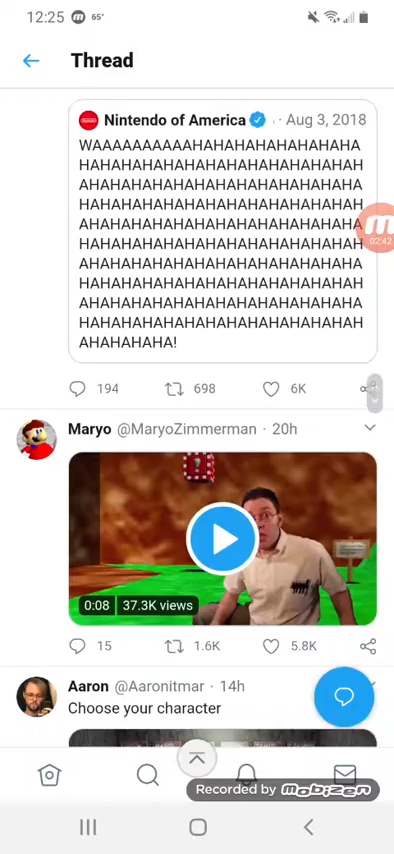 12:25 65°
Thread
Nintendo of America · Aug 3, 2018
WAAAAAAAAAAHAHAHAHAHAHAHAHA
HAHAHAHAHAHAHAHAHAHAHAHAHAH
AHAHAHAHAHAHAHAHAHAHAHAHAHA
HAHAHAHAHAHAHAHAHAHAHAHAHAH
AHAHAHAHAHAHAHAHAHAHAHAHAHA
HAHAHAHAHAHAHAHAHAHAHAHAHAH
AHAHAHAHAHAHAHAHAHAHAHAHAHA
HAHAHAHAHAHAHAHAHAHAHAHAHAH
AHAHAHAHAHAHAHAHAHAHAHAHAHA
HAHAHAHAHAHAHAHAHAHAHAHAHAH
AHAHAHAHA!
02:42
194 698 6K
Maryo @MaryoZimmerman · 20h
0:08 37.3K views
15 1.6K 5.8K
Aaron @Aaronitmar · 14h
Choose your character
Recorded by mobizen